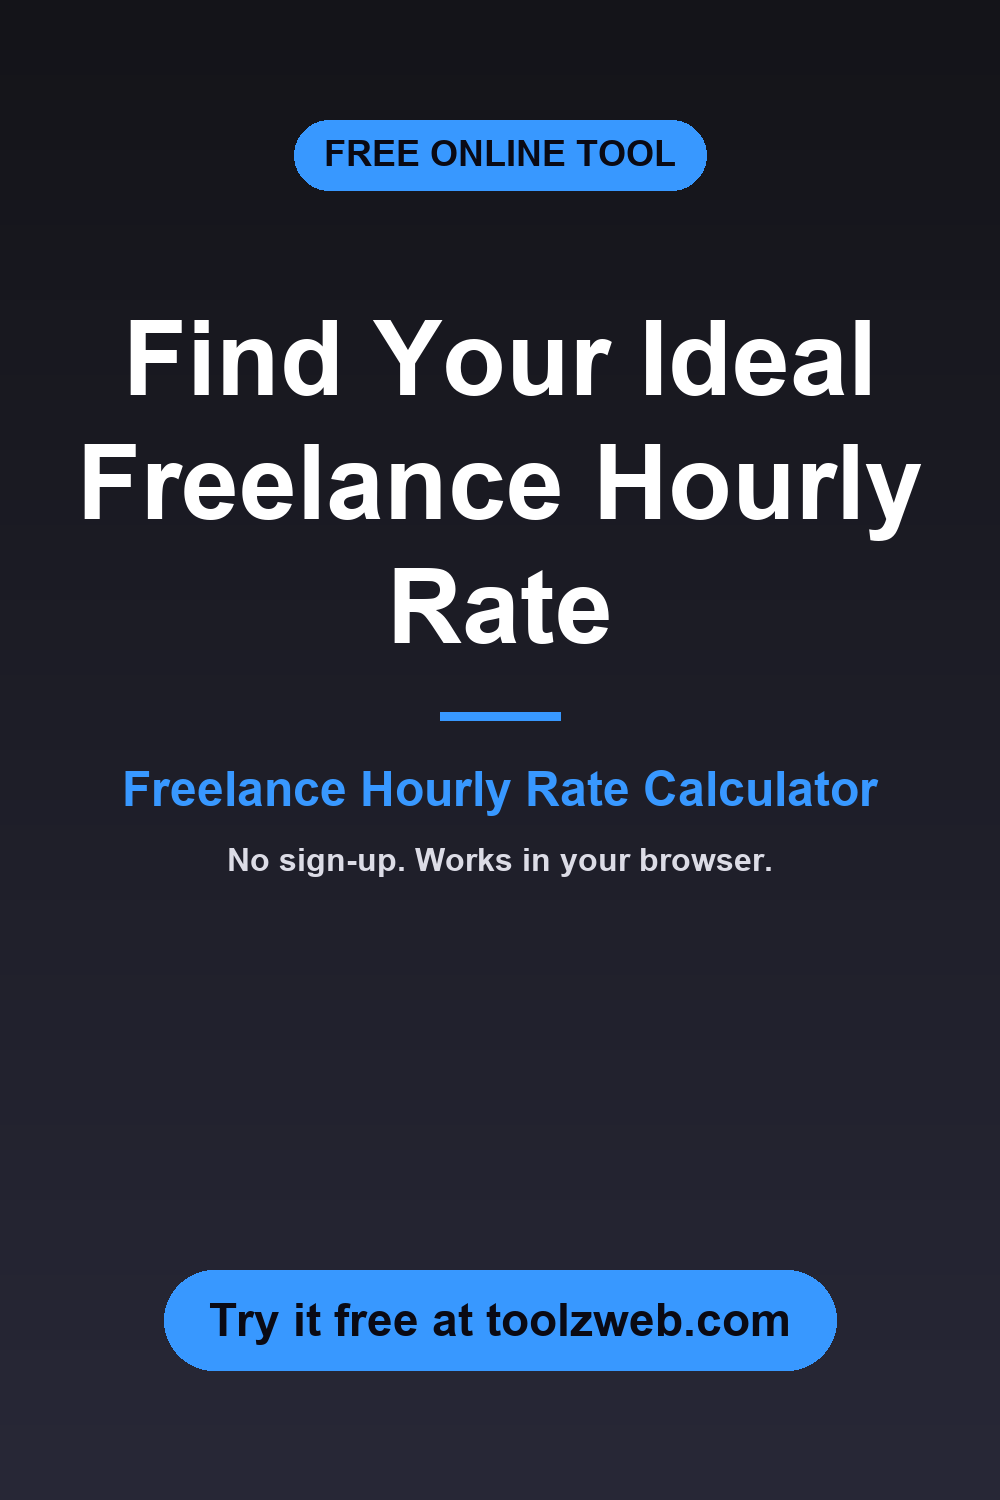 FREE ONLINE TOOL
Find Your Ideal
Freelance Hourly
Rate
Freelance Hourly Rate Calculator
No sign-up. Works in your browser.
Try it free at toolzweb.com